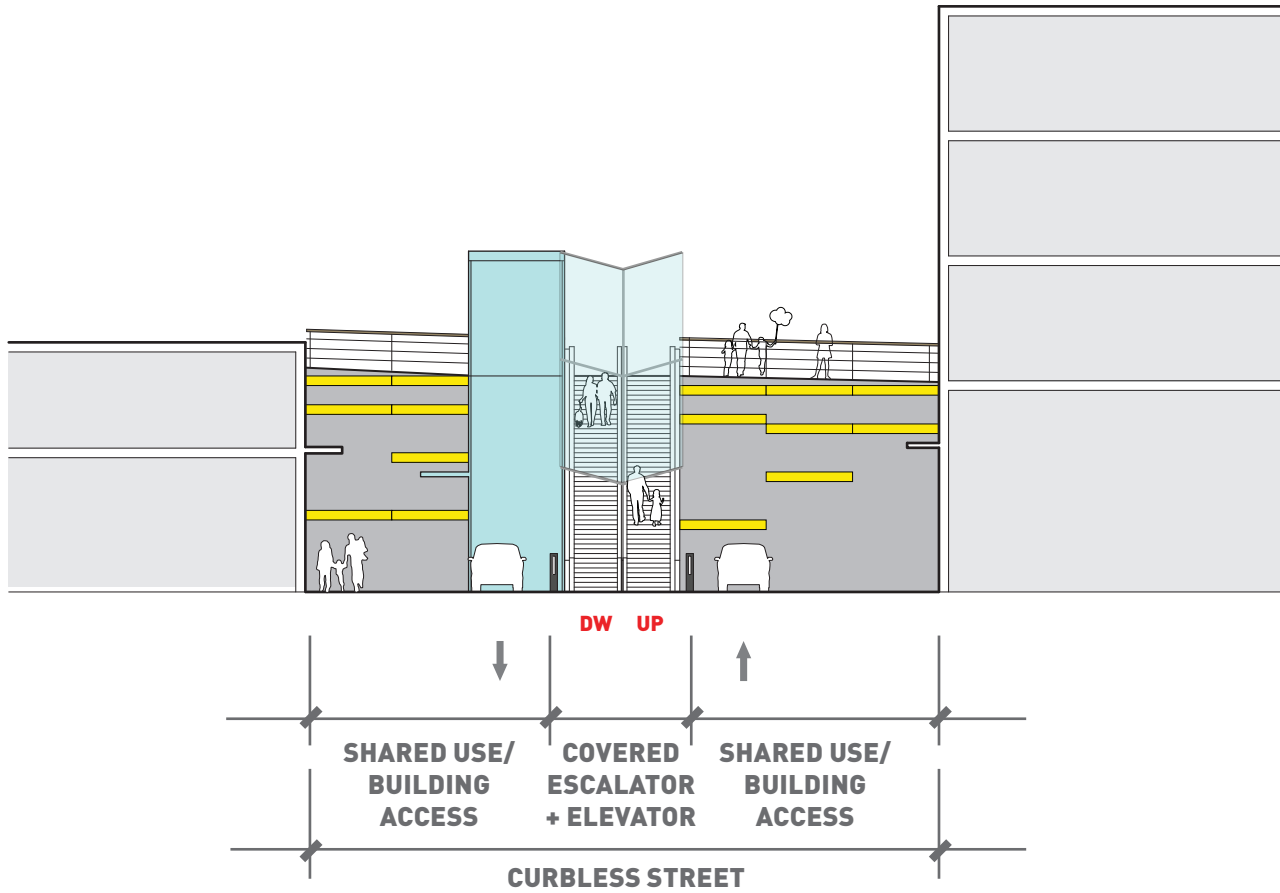 DW UP
SHARED USE/
BUILDING
ACCESS
COVERED
ESCALATOR
+ ELEVATOR
SHARED USE/
BUILDING
ACCESS
CURBLESS STREET